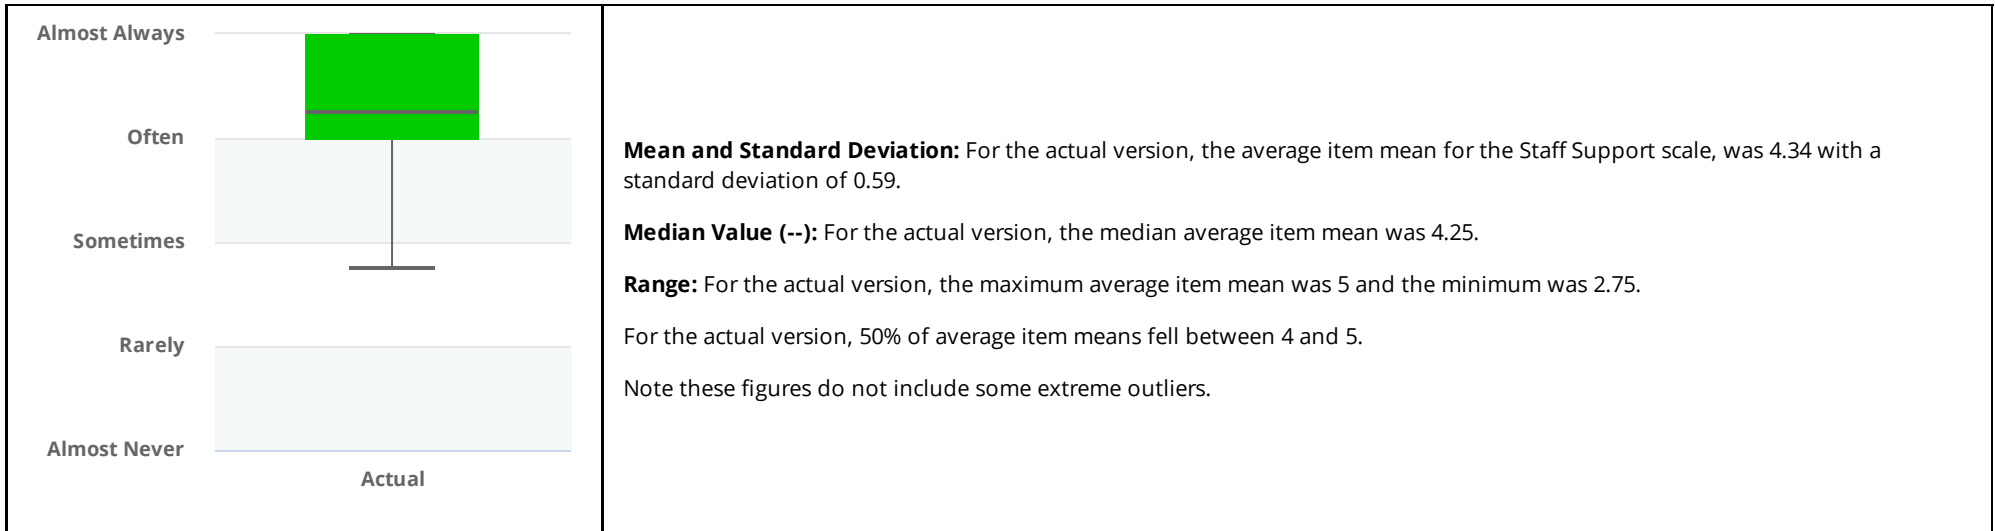 Almost Always
Often
Sometimes
Rarely
Almost Never
Actual
Mean and Standard Deviation: For the actual version, the average item mean for the Staff Support scale, was 4.34 with a
standard deviation of 0.59.
Median Value (--): For the actual version, the median average item mean was 4.25.
Range: For the actual version, the maximum average item mean was 5 and the minimum was 2.75.
For the actual version, 50% of average item means fell between 4 and 5.
Note these figures do not include some extreme outliers.